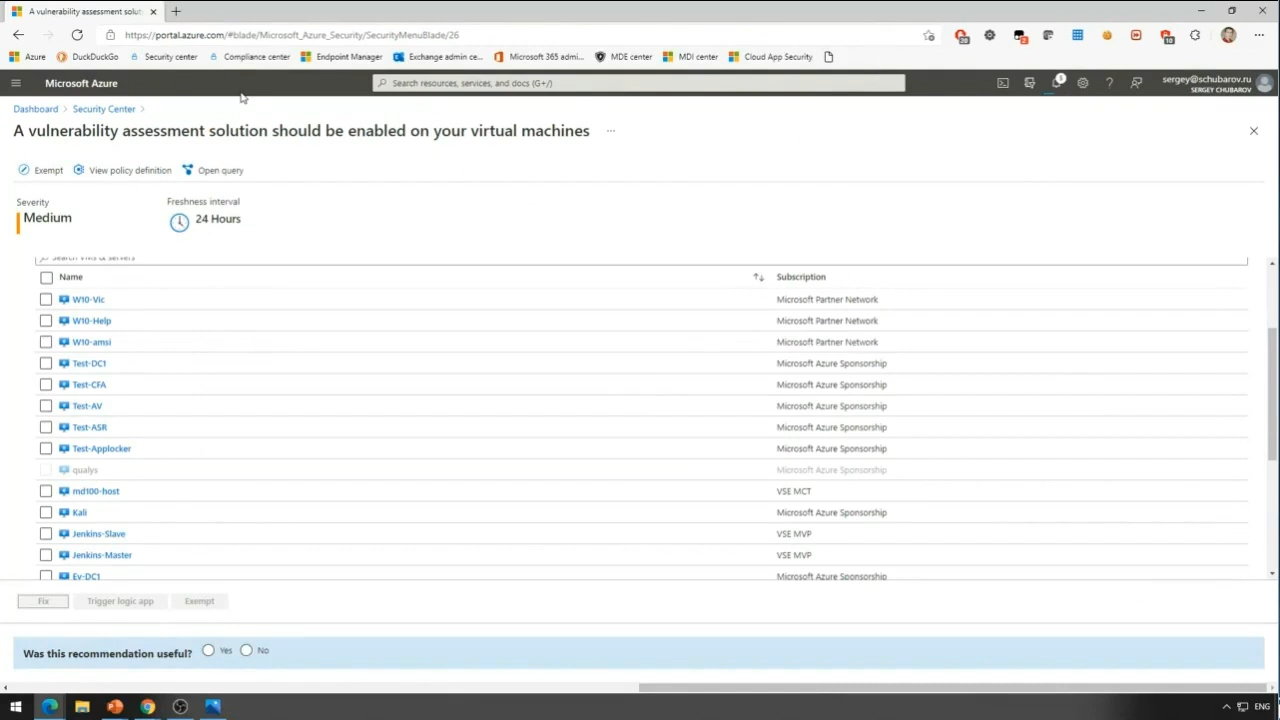 A vulnerability assessment solut
https://portal.azure.com/#blade/Microsoft_Azure_Security/SecurityMenuBlade/26
Azure DuckDuckGo Security center Compliance center Endpoint Manager Exchange admin ce... Microsoft 365 admi... MDE center MDI center Cloud App Security
Microsoft Azure
Search resources, services, and docs (G+/)
1
sergey@schubarov.ru
SERGEY CHUBAROV
Dashboard > Security Center >
A vulnerability assessment solution should be enabled on your virtual machines ...
Exempt View policy definition Open query
Severity
Medium
Freshness interval
24 Hours
Search VMs & servers
Name Subscription
W10-Vic Microsoft Partner Network
W10-Help Microsoft Partner Network
W10-amsi Microsoft Partner Network
Test-DC1 Microsoft Azure Sponsorship
Test-CFA Microsoft Azure Sponsorship
Test-AV Microsoft Azure Sponsorship
Test-ASR Microsoft Azure Sponsorship
Test-Applocker Microsoft Azure Sponsorship
qualys Microsoft Azure Sponsorship
md100-host VSE MCT
Kali Microsoft Azure Sponsorship
Jenkins-Slave VSE MVP
Jenkins-Master VSE MVP
Ev-DC1 Microsoft Azure Sponsorship
Fix Trigger logic app Exempt
Was this recommendation useful? Yes No
ENG